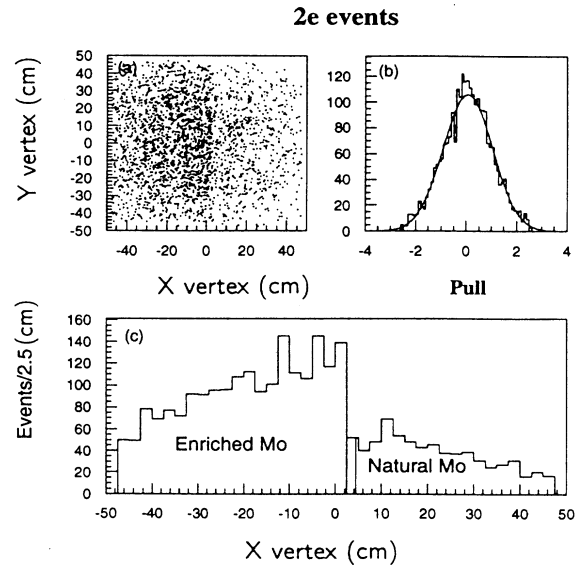 2e events
(a)
50
40
30
20
10
0
-10
-20
-30
-40
-50
-40 -20 0 20 40
Y vertex (cm)
X vertex (cm)
(b)
120
100
80
60
40
20
0
-4 -2 0 2 4
Pull
(c)
160
140
120
100
80
60
40
20
0
Events/2.5 (cm)
Enriched Mo
Natural Mo
-50 -40 -30 -20 -10 0 10 20 30 40 50
X vertex (cm)